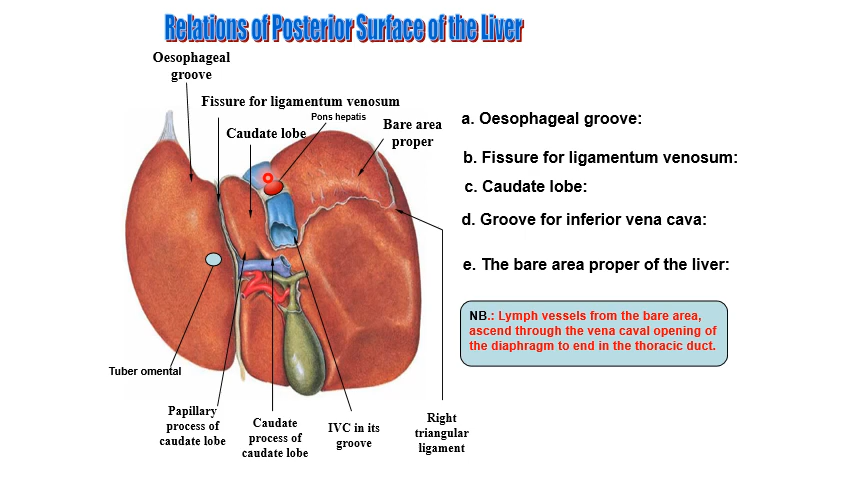 Relations of Posterior Surface of the Liver
Oesophageal
groove
Fissure for ligamentum venosum
Pons hepatis
Caudate lobe
Bare area
proper
Tuber omental
Papillary
process of
caudate lobe
Caudate
process of
caudate lobe
IVC in its
groove
Right
triangular
ligament
a. Oesophageal groove:
b. Fissure for ligamentum venosum:
c. Caudate lobe:
d. Groove for inferior vena cava:
e. The bare area proper of the liver:
NB.: Lymph vessels from the bare area,
ascend through the vena caval opening of
the diaphragm to end in the thoracic duct.